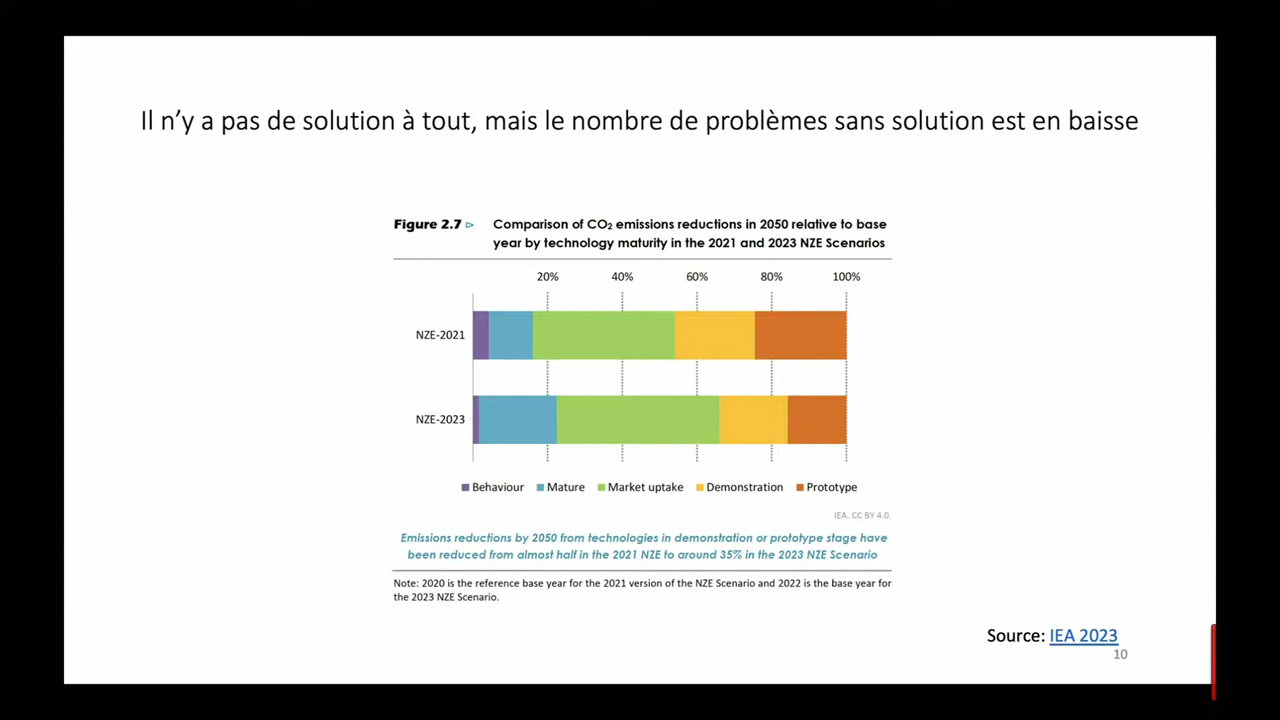 Il n'y a pas de solution à tout, mais le nombre de problèmes sans solution est en baisse
Figure 2.7 ▷ Comparison of CO₂ emissions reductions in 2050 relative to base
year by technology maturity in the 2021 and 2023 NZE Scenarios
20% 40% 60% 80% 100%
NZE-2021
NZE-2023
Behaviour Mature Market uptake Demonstration Prototype
IEA. CC BY 4.0.
Emissions reductions by 2050 from technologies in demonstration or prototype stage have
been reduced from almost half in the 2021 NZE to around 35% in the 2023 NZE Scenario
Note: 2020 is the reference base year for the 2021 version of the NZE Scenario and 2022 is the base year for
the 2023 NZE Scenario.
Source: IEA 2023
10